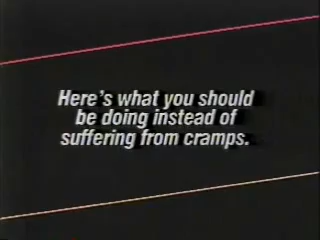 Here's what you should
be doing instead of
suffering from cramps.